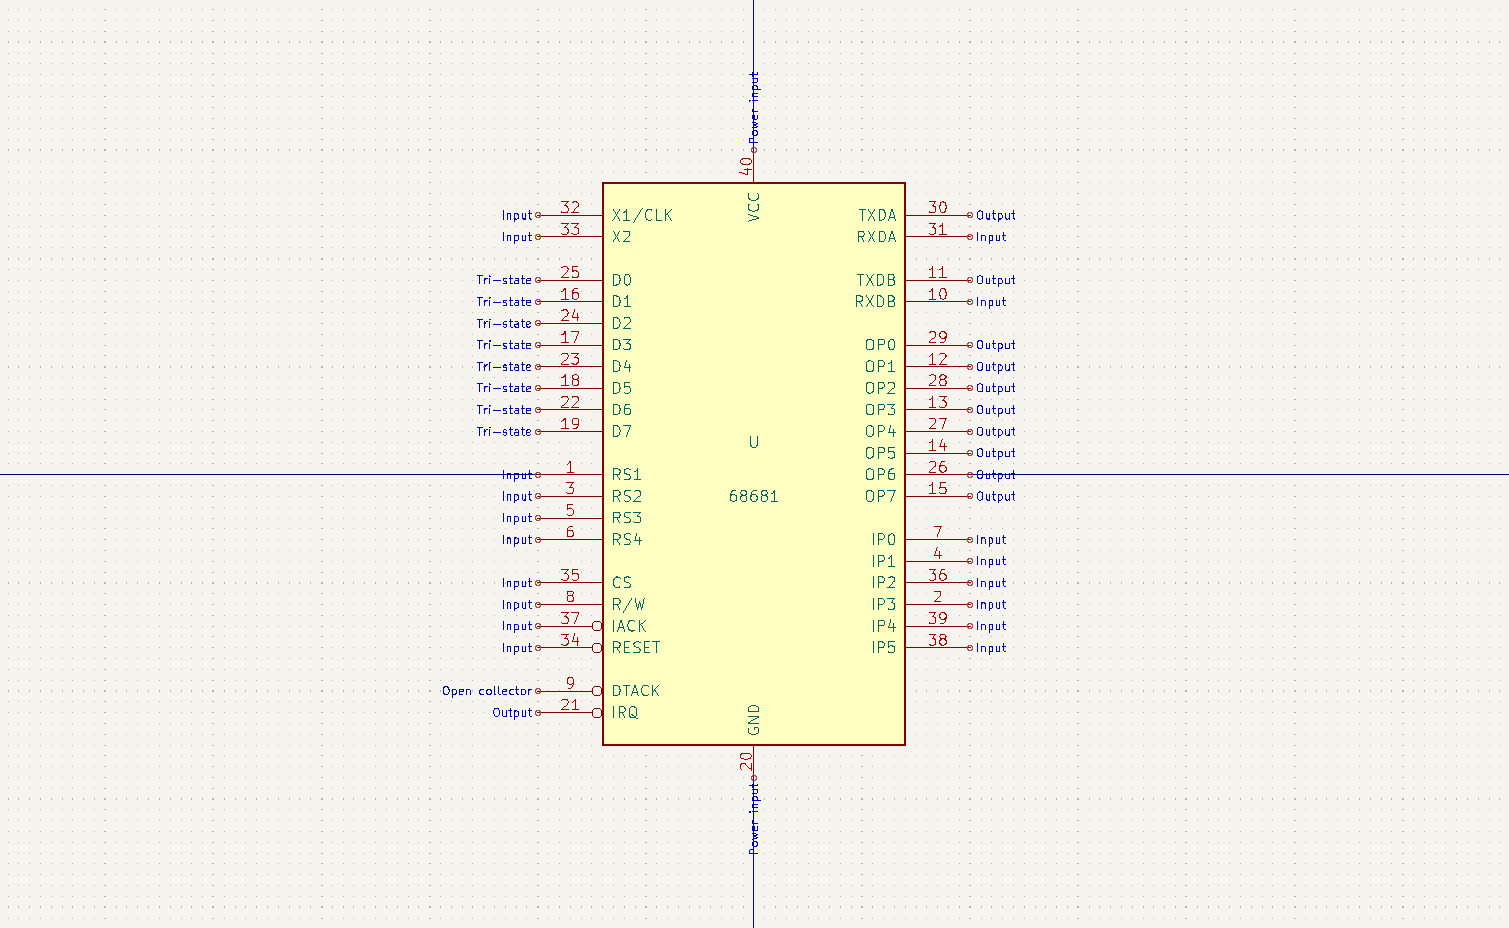 Power input
40
VCC
Input 32 X1/CLK TXDA 30 Output
Input 33 X2 RXDA 31 Input
Tri-state 25 D0 TXDB 11 Output
Tri-state 16 D1 RXDB 10 Input
Tri-state 24 D2
Tri-state 17 D3 OP0 29 Output
Tri-state 23 D4 OP1 12 Output
Tri-state 18 D5 OP2 28 Output
Tri-state 22 D6 OP3 13 Output
Tri-state 19 D7 OP4 27 Output
U
OP5 14 Output
Input 1 RS1 OP6 26 Output
Input 3 RS2 68681 OP7 15 Output
Input 5 RS3
Input 6 RS4 IP0 7 Input
IP1 4 Input
Input 35 CS IP2 36 Input
Input 8 R/W IP3 2 Input
Input 37 IACK IP4 39 Input
Input 34 RESET IP5 38 Input
Open collector 9 DTACK
Output 21 IRQ
GND
20
Power input